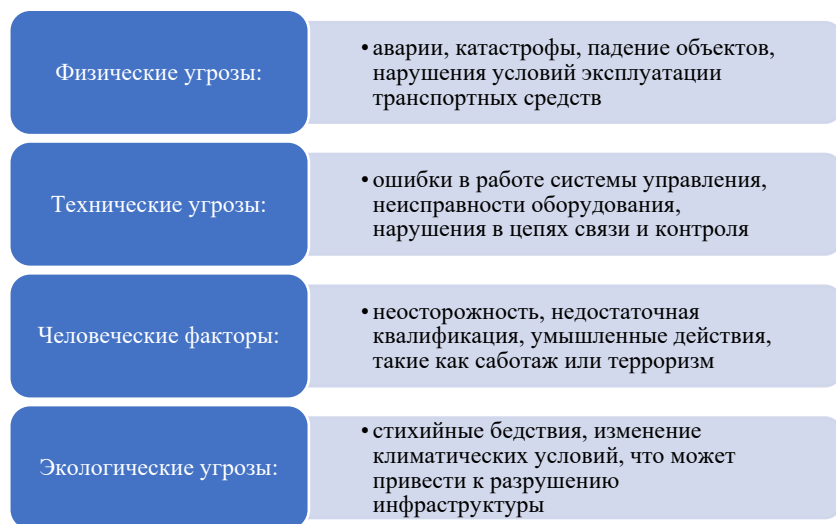 Физические угрозы:
• аварии, катастрофы, падение объектов,
нарушения условий эксплуатации
транспортных средств
Технические угрозы:
• ошибки в работе системы управления,
неисправности оборудования,
нарушения в цепях связи и контроля
Человеческие факторы:
• неосторожность, недостаточная
квалификация, умышленные действия,
такие как саботаж или терроризм
Экологические угрозы:
• стихийные бедствия, изменение
климатических условий, что может
привести к разрушению
инфраструктуры